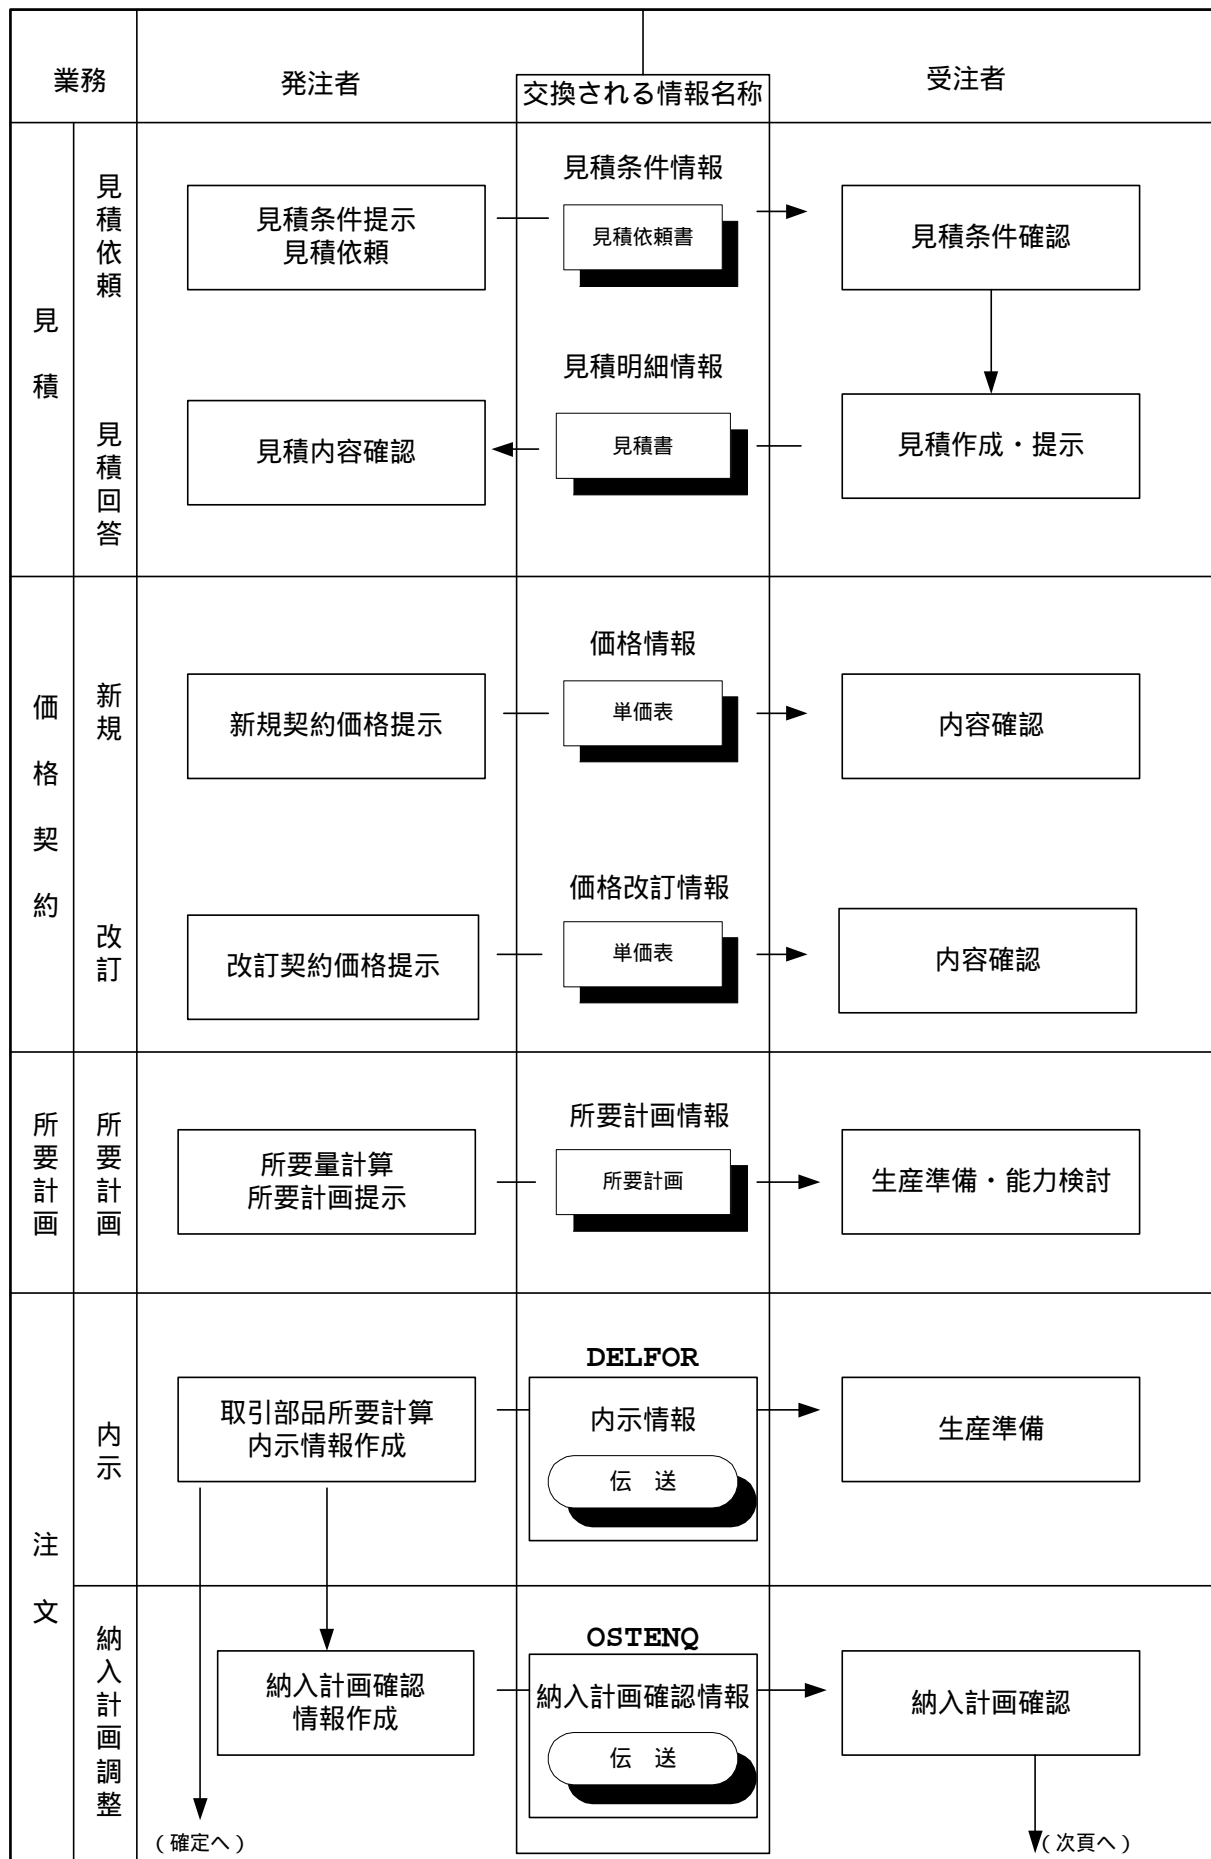 業務
発注者
交換される情報名称
受注者
見積
見積依頼
見積条件提示
見積依頼
見積条件情報
見積依頼書
見積条件確認
見積回答
見積内容確認
見積明細情報
見積書
見積作成・提示
価格契約
新規
新規契約価格提示
価格情報
単価表
内容確認
改訂
改訂契約価格提示
価格改訂情報
単価表
内容確認
所要計画
所要計画
所要量計算
所要計画提示
所要計画情報
所要計画
生産準備・能力検討
注文
内示
取引部品所要計算
内示情報作成
DELFOR
内示情報
伝 送
生産準備
納入計画調整
納入計画確認
情報作成
OSTENQ
納入計画確認情報
伝 送
納入計画確認
(確定へ)
(次頁へ)